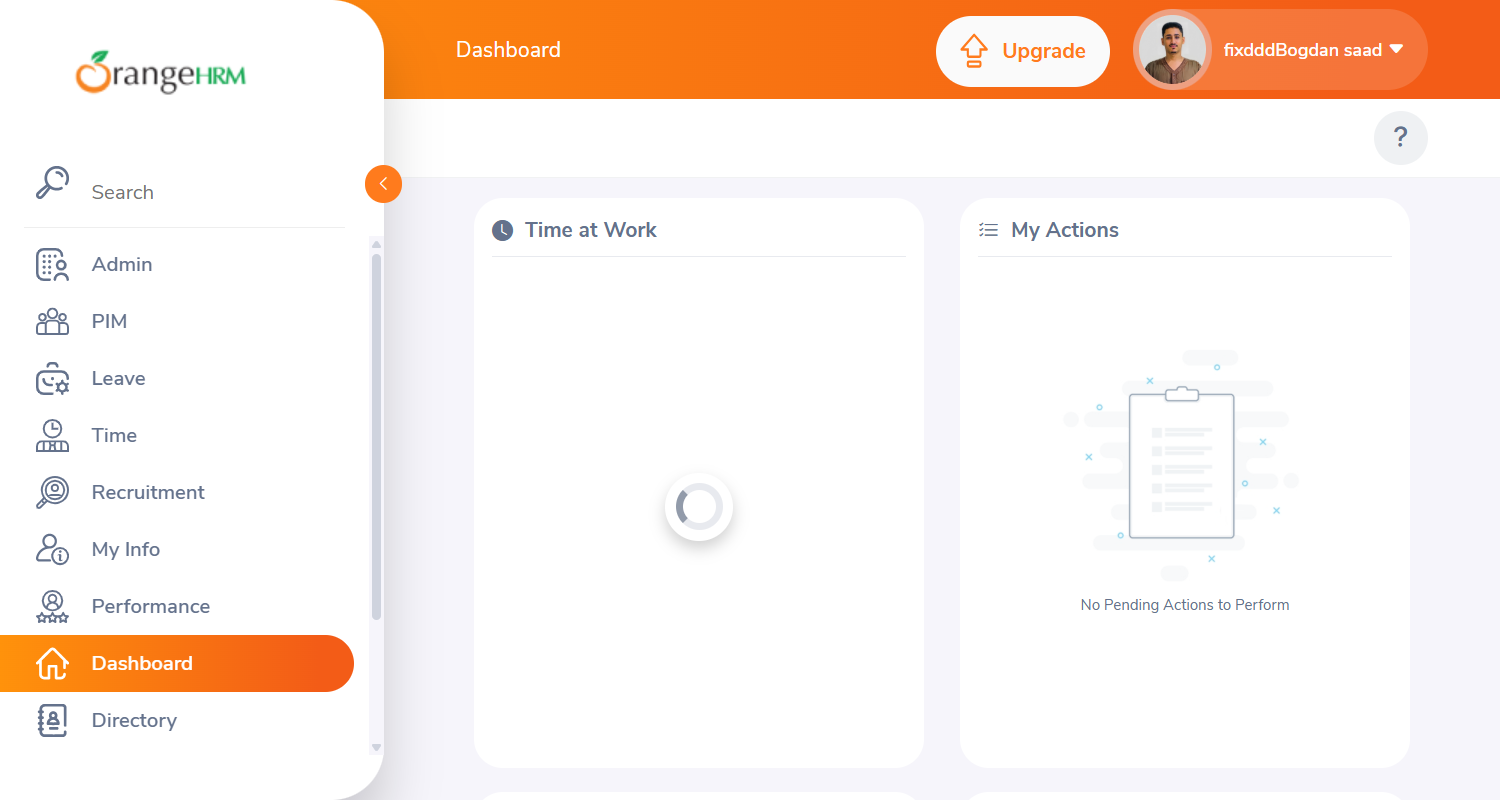 OrangeHRM
Dashboard
Upgrade
fixdddBogdan saad
?
Search
Admin
PIM
Leave
Time
Recruitment
My Info
Performance
Dashboard
Directory
Time at Work
My Actions
No Pending Actions to Perform